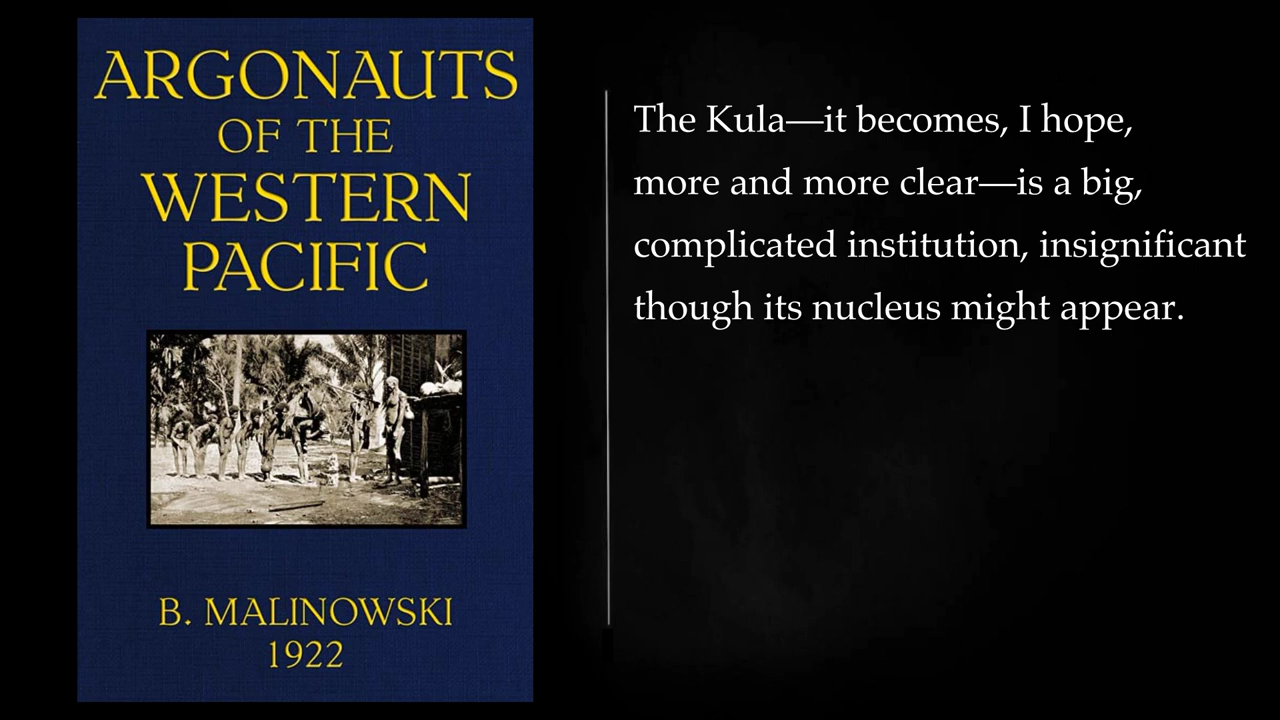 ARGONAUTS
OF THE
WESTERN
PACIFIC
B. MALINOWSKI
1922
The Kula—it becomes, I hope,
more and more clear—is a big,
complicated institution, insignificant
though its nucleus might appear.